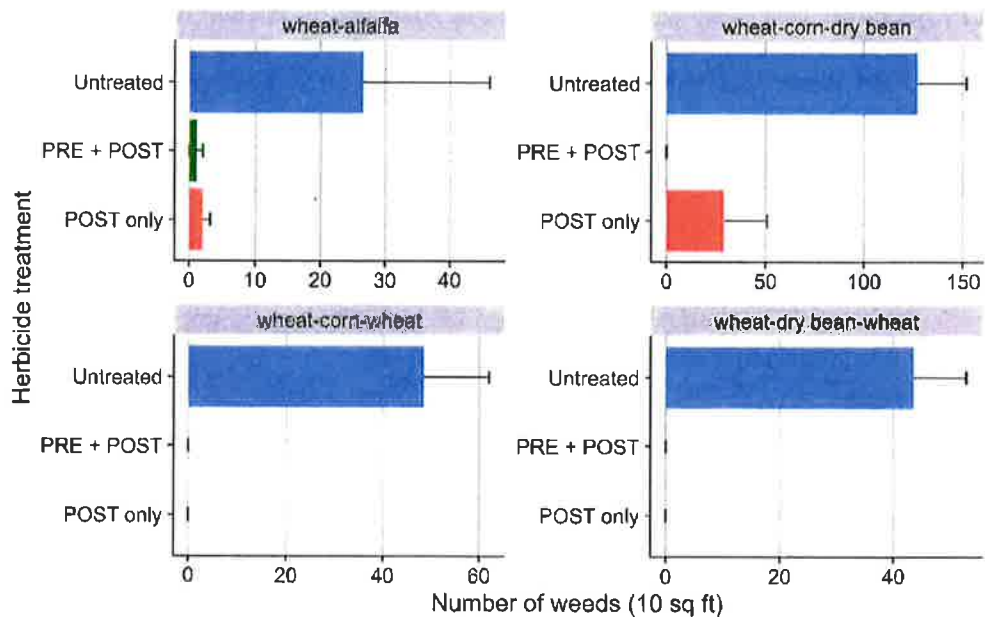 wheat-alfalfa
wheat-corn-dry bean
Untreated
PRE + POST
POST only
0 10 20 30 40
Untreated
PRE + POST
POST only
0 50 100 150
Herbicide treatment
wheat-corn-wheat
wheat-dry bean-wheat
Untreated
PRE + POST
POST only
0 20 40 60
Untreated
PRE + POST
POST only
0 20 40
Number of weeds (10 sq ft)